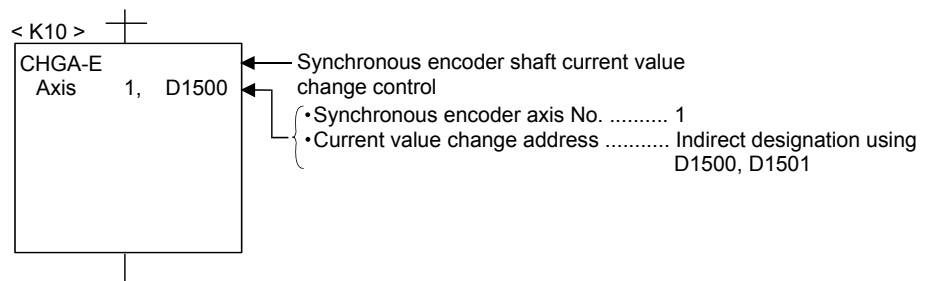 < K10 >
CHGA-E
Axis 1, D1500
Synchronous encoder shaft current value
change control
•Synchronous encoder axis No. .......... 1
•Current value change address ........... Indirect designation using
D1500, D1501